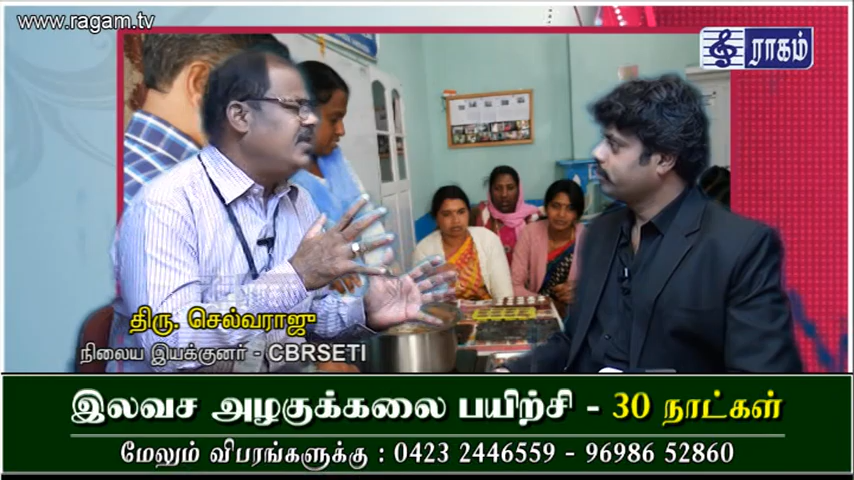 www.ragam.tv
ராகம்
திரு. செல்வராஜு
நிலைய இயக்குனர் - CBRSETI
இலவச அழகுக்கலை பயிற்சி - 30 நாட்கள்
மேலும் விபரங்களுக்கு : 0423 2446559 - 96986 52860